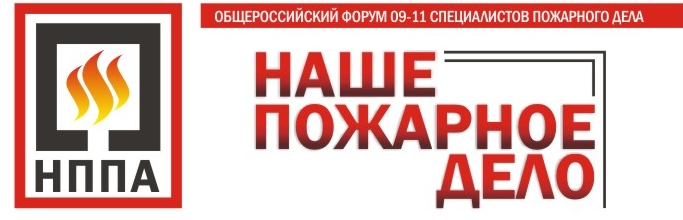 ОБЩЕРОССИЙСКИЙ ФОРУМ 09-11 СПЕЦИАЛИСТОВ ПОЖАРНОГО ДЕЛА
НАШЕ
ПОЖАРНОЕ
ДЕЛО
НППА